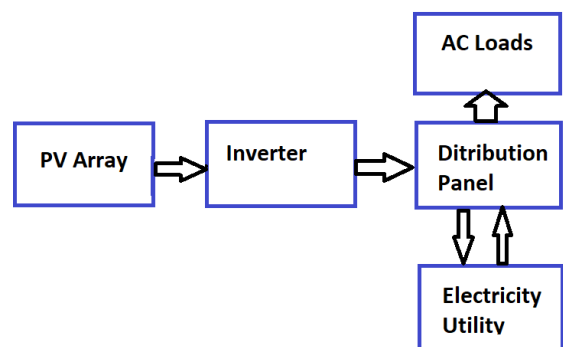 AC Loads
PV Array
Inverter
Ditribution
Panel
Electricity
Utility